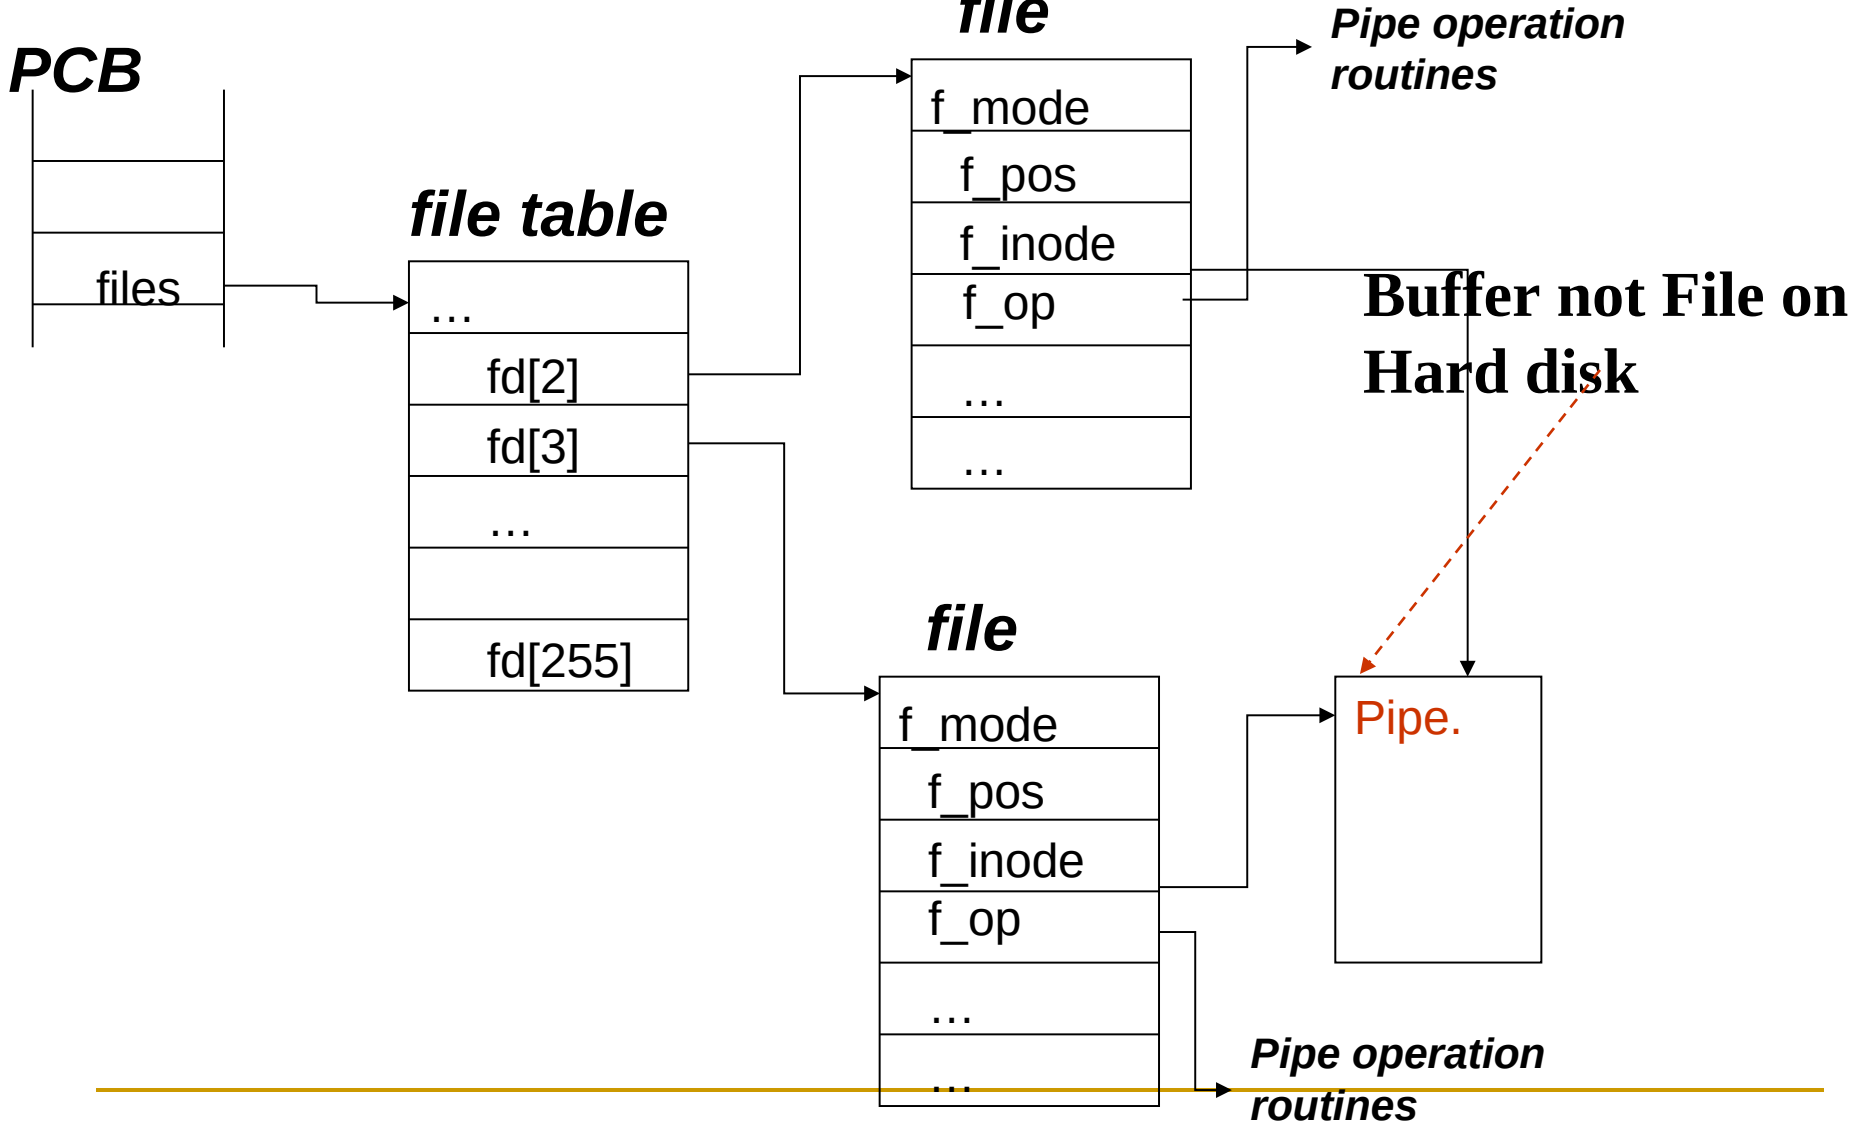 PCB
files
file table
…
fd[2]
fd[3]
…
fd[255]
file
f_mode
f_pos
f_inode
f_op
…
…
Pipe operation
routines
Buffer not File on
Hard disk
file
f_mode
f_pos
f_inode
f_op
…
…
Pipe.
Pipe operation
routines